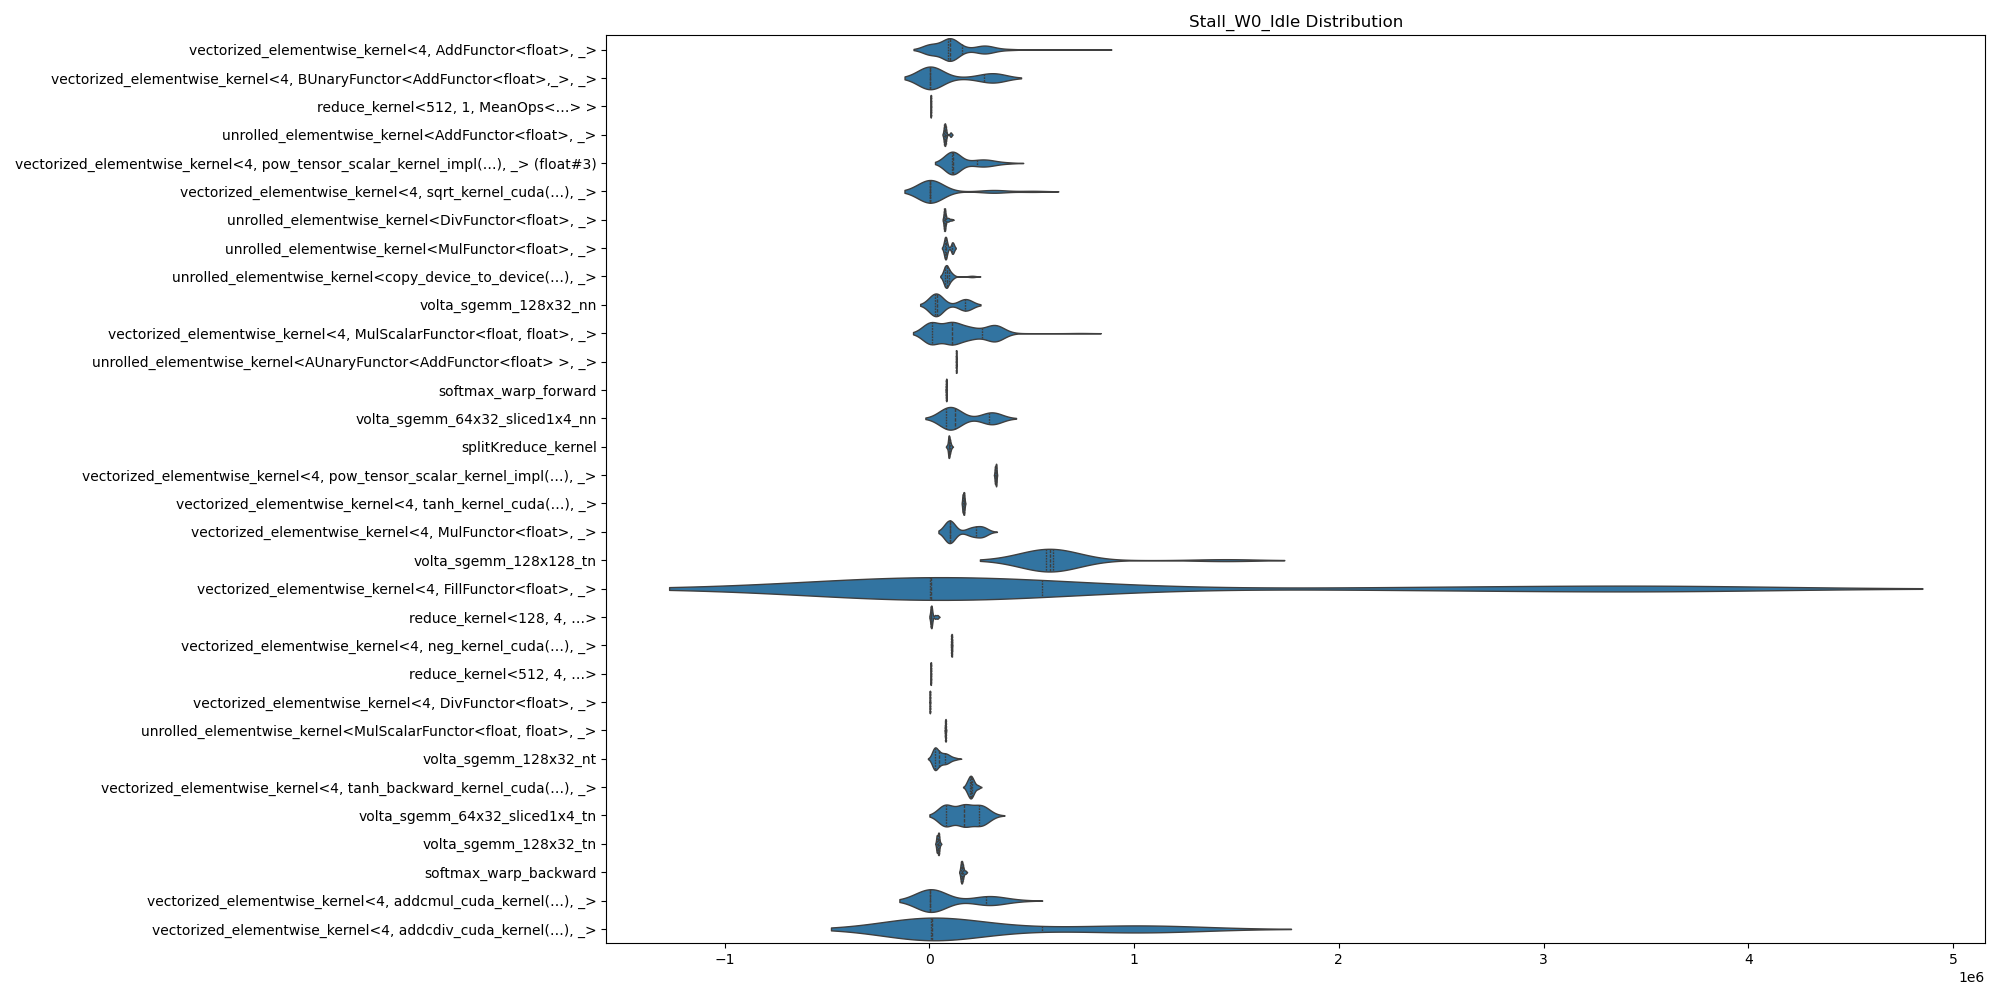 Stall_W0_Idle Distribution
vectorized_elementwise_kernel<4, AddFunctor<float>, _>
vectorized_elementwise_kernel<4, BUnaryFunctor<AddFunctor<float>,_>, _>
reduce_kernel<512, 1, MeanOps<...> >
unrolled_elementwise_kernel<AddFunctor<float>, _>
vectorized_elementwise_kernel<4, pow_tensor_scalar_kernel_impl(...), _> (float#3)
vectorized_elementwise_kernel<4, sqrt_kernel_cuda(...), _>
unrolled_elementwise_kernel<DivFunctor<float>, _>
unrolled_elementwise_kernel<MulFunctor<float>, _>
unrolled_elementwise_kernel<copy_device_to_device(...), _>
volta_sgemm_128x32_nn
vectorized_elementwise_kernel<4, MulScalarFunctor<float, float>, _>
unrolled_elementwise_kernel<AUnaryFunctor<AddFunctor<float> >, _>
softmax_warp_forward
volta_sgemm_64x32_sliced1x4_nn
splitKreduce_kernel
vectorized_elementwise_kernel<4, pow_tensor_scalar_kernel_impl(...), _>
vectorized_elementwise_kernel<4, tanh_kernel_cuda(...), _>
vectorized_elementwise_kernel<4, MulFunctor<float>, _>
volta_sgemm_128x128_tn
vectorized_elementwise_kernel<4, FillFunctor<float>, _>
reduce_kernel<128, 4, ...>
vectorized_elementwise_kernel<4, neg_kernel_cuda(...), _>
reduce_kernel<512, 4, ...>
vectorized_elementwise_kernel<4, DivFunctor<float>, _>
unrolled_elementwise_kernel<MulScalarFunctor<float, float>, _>
volta_sgemm_128x32_nt
vectorized_elementwise_kernel<4, tanh_backward_kernel_cuda(...), _>
volta_sgemm_64x32_sliced1x4_tn
volta_sgemm_128x32_tn
softmax_warp_backward
vectorized_elementwise_kernel<4, addcmul_cuda_kernel(...), _>
vectorized_elementwise_kernel<4, addcdiv_cuda_kernel(...), _>
−1 0 1 2 3 4 5
1e6